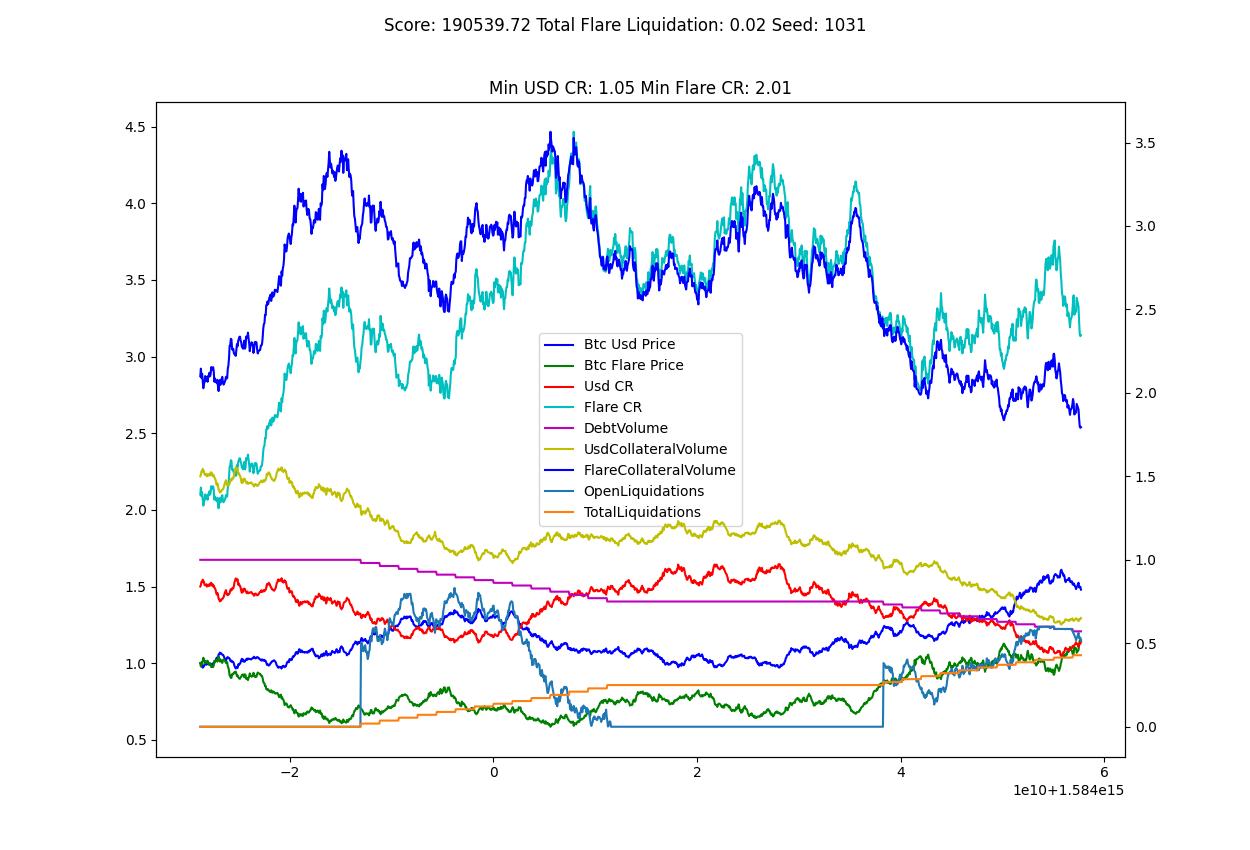 Score: 190539.72 Total Flare Liquidation: 0.02 Seed: 1031
Min USD CR: 1.05 Min Flare CR: 2.01
4.5
4.0
3.5
3.0
2.5
2.0
1.5
1.0
0.5
3.5
3.0
2.5
2.0
1.5
1.0
0.5
0.0
Btc Usd Price
Btc Flare Price
Usd CR
Flare CR
DebtVolume
UsdCollateralVolume
FlareCollateralVolume
OpenLiquidations
TotalLiquidations
−2 0 2 4 6
1e10+1.584e15